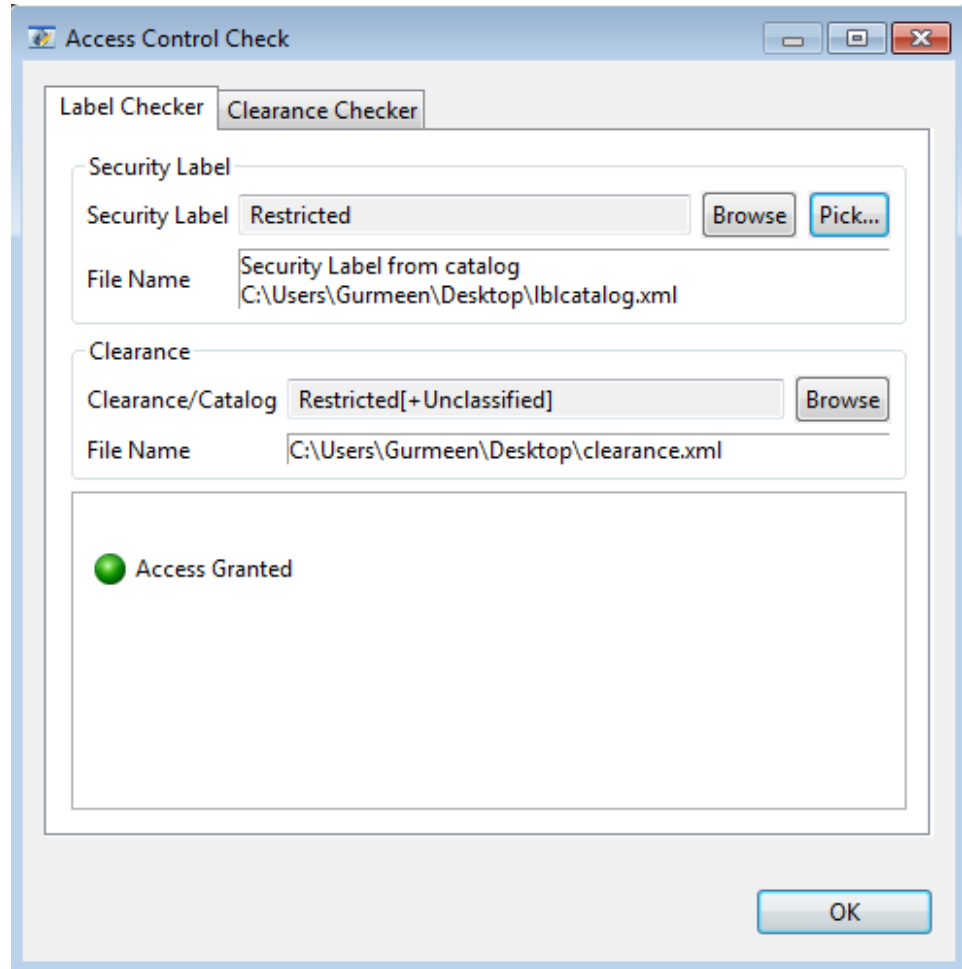 Access Control Check
Label Checker
Clearance Checker
Security Label
Security Label
Restricted
Browse
Pick...
File Name
Security Label from catalog
C:\Users\Gurmeen\Desktop\lblcatalog.xml
Clearance
Clearance/Catalog
Restricted[+Unclassified]
Browse
File Name
C:\Users\Gurmeen\Desktop\clearance.xml
Access Granted
OK